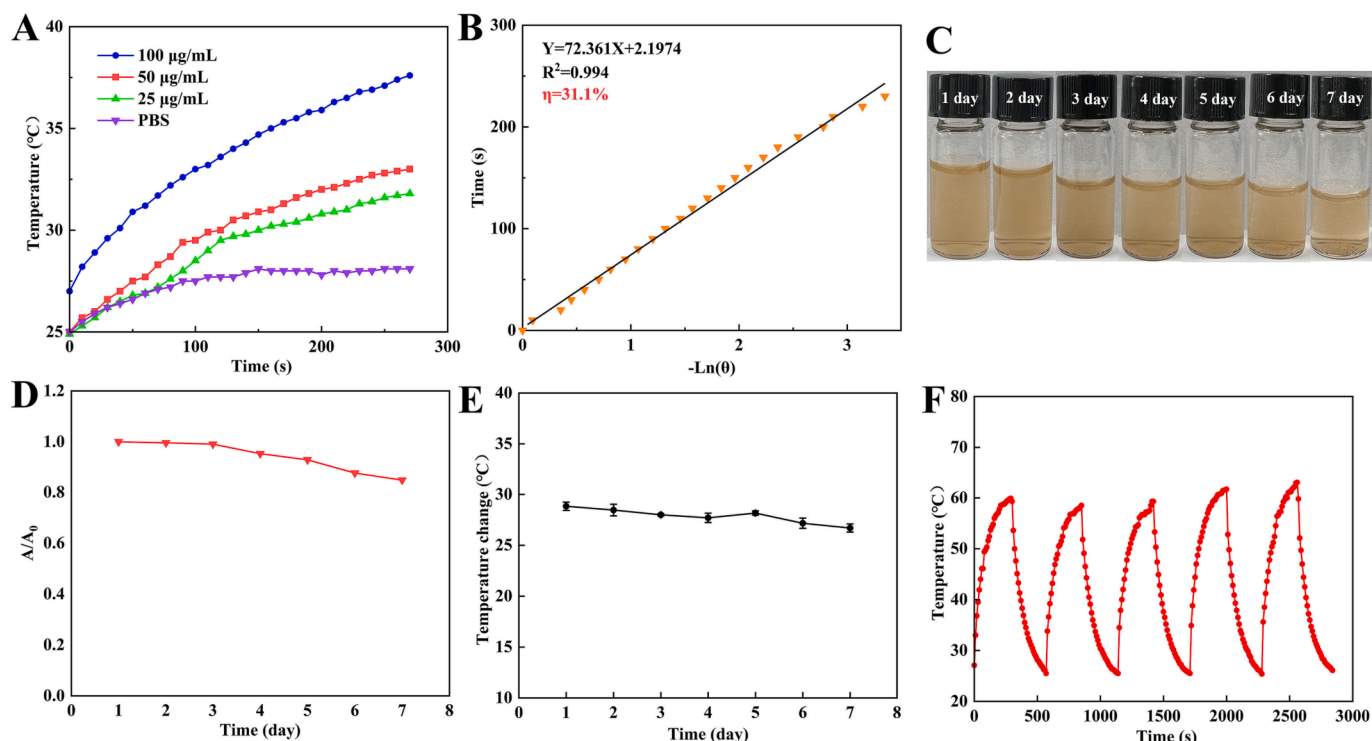 A
Temperature (℃)
40
35
30
25
100 μg/mL
50 μg/mL
25 μg/mL
PBS
0
100
200
300
Time (s)
B
Time (s)
300
200
100
0
Y=72.361X+2.1974
R²=0.994
η=31.1%
0
1
2
3
-Ln(θ)
C
1 day
2 day
3 day
4 day
5 day
6 day
7 day
D
A/A₀
1.2
1.0
0.8
0.6
0.4
0.2
0.0
0
1
2
3
4
5
6
7
8
Time (day)
E
Temperature change (℃)
40
35
30
25
20
15
10
0
1
2
3
4
5
6
7
8
Time (day)
F
Temperature (℃)
80
70
60
50
40
30
20
0
500
1000
1500
2000
2500
3000
Time (s)